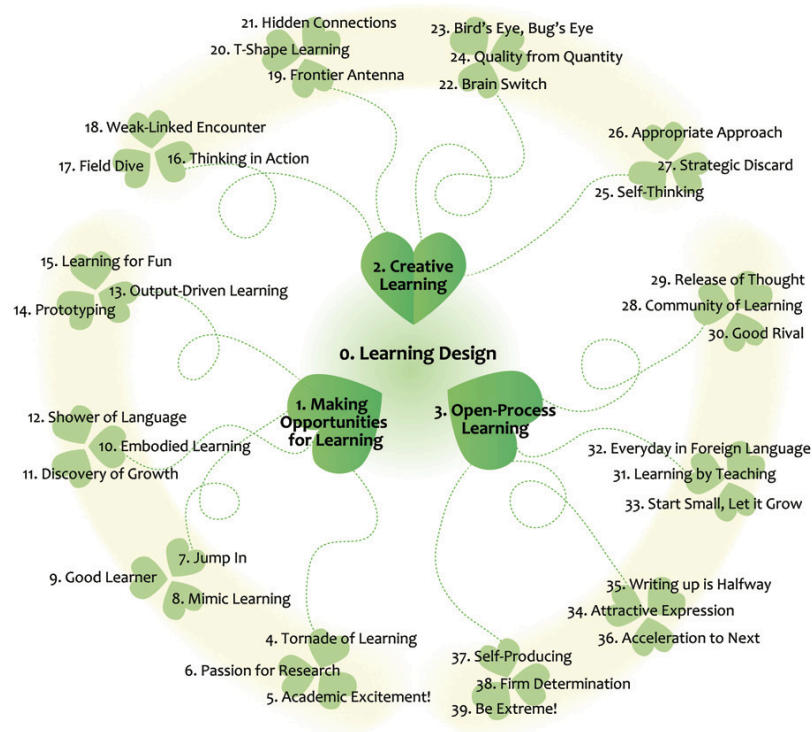 21. Hidden Connections
20. T-Shape Learning
19. Frontier Antenna
23. Bird's Eye, Bug's Eye
24. Quality from Quantity
22. Brain Switch
18. Weak-Linked Encounter
17. Field Dive
16. Thinking in Action
26. Appropriate Approach
27. Strategic Discard
25. Self-Thinking
2. Creative
Learning
15. Learning for Fun
13. Output-Driven Learning
14. Prototyping
29. Release of Thought
28. Community of Learning
30. Good Rival
0. Learning Design
1. Making
Opportunities
for Learning
3. Open-Process
Learning
12. Shower of Language
10. Embodied Learning
11. Discovery of Growth
32. Everyday in Foreign Language
31. Learning by Teaching
33. Start Small, Let it Grow
7. Jump In
9. Good Learner
8. Mimic Learning
35. Writing up is Halfway
34. Attractive Expression
36. Acceleration to Next
4. Tornade of Learning
6. Passion for Research
5. Academic Excitement!
37. Self-Producing
38. Firm Determination
39. Be Extreme!